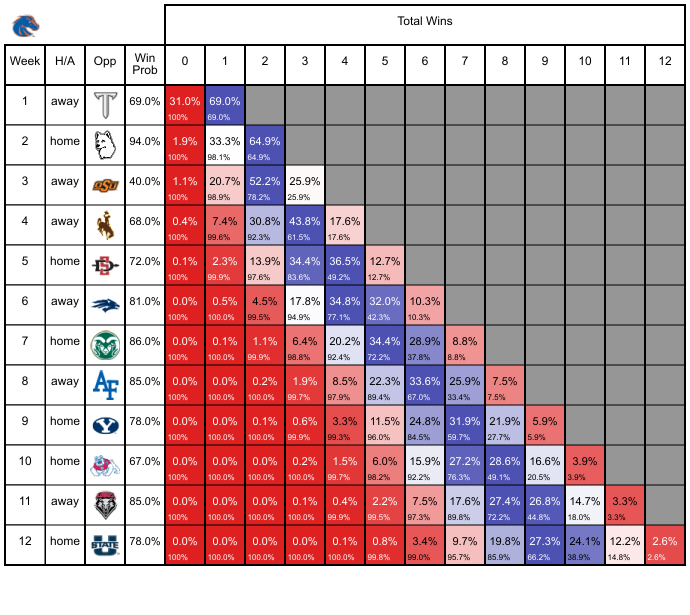 Total Wins
Week H/A Opp Win Prob 0 1 2 3 4 5 6 7 8 9 10 11 12
1 away T 69.0% 31.0% 69.0%
100% 69.0%
2 home 94.0% 1.9% 33.3% 64.9%
100% 98.1% 64.9%
3 away OSU 40.0% 1.1% 20.7% 52.2% 25.9%
100% 98.9% 78.2% 25.9%
4 away 68.0% 0.4% 7.4% 30.8% 43.8% 17.6%
100% 99.6% 92.3% 61.5% 17.6%
5 home SD 72.0% 0.1% 2.3% 13.9% 34.4% 36.5% 12.7%
100% 99.9% 97.6% 83.6% 49.2% 12.7%
6 away 81.0% 0.0% 0.5% 4.5% 17.8% 34.8% 32.0% 10.3%
100% 100.0% 99.5% 94.9% 77.1% 42.3% 10.3%
7 home 86.0% 0.0% 0.1% 1.1% 6.4% 20.2% 34.4% 28.9% 8.8%
100% 100.0% 99.9% 98.8% 92.4% 72.2% 37.8% 8.8%
8 away AF 85.0% 0.0% 0.0% 0.2% 1.9% 8.5% 22.3% 33.6% 25.9% 7.5%
100% 100.0% 100.0% 99.7% 97.9% 89.4% 67.0% 33.4% 7.5%
9 home Y 78.0% 0.0% 0.0% 0.1% 0.6% 3.3% 11.5% 24.8% 31.9% 21.9% 5.9%
100% 100.0% 100.0% 99.9% 99.3% 96.0% 84.5% 59.7% 27.7% 5.9%
10 home 67.0% 0.0% 0.0% 0.0% 0.2% 1.5% 6.0% 15.9% 27.2% 28.6% 16.6% 3.9%
100% 100.0% 100.0% 100.0% 99.7% 98.2% 92.2% 76.3% 49.1% 20.5% 3.9%
11 away 85.0% 0.0% 0.0% 0.0% 0.1% 0.4% 2.2% 7.5% 17.6% 27.4% 26.8% 14.7% 3.3%
100% 100.0% 100.0% 100.0% 99.9% 99.5% 97.3% 89.8% 72.2% 44.8% 18.0% 3.3%
12 home U STATE 78.0% 0.0% 0.0% 0.0% 0.0% 0.1% 0.8% 3.4% 9.7% 19.8% 27.3% 24.1% 12.2% 2.6%
100% 100.0% 100.0% 100.0% 100.0% 99.8% 99.0% 95.7% 85.9% 66.2% 38.9% 14.8% 2.6%